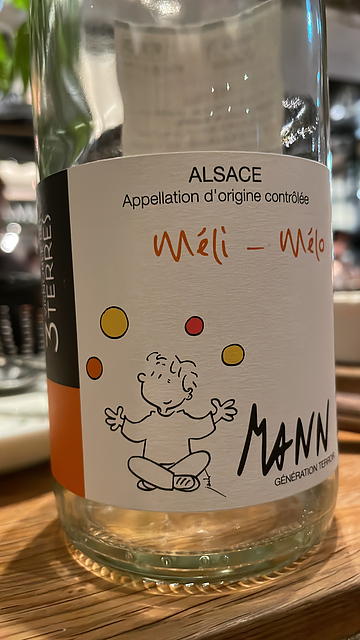 ALSACE
Appellation d'origine contrôlée
Méli - Mélo
3 TERRES
MANN
GÉNÉRATION TERROIR